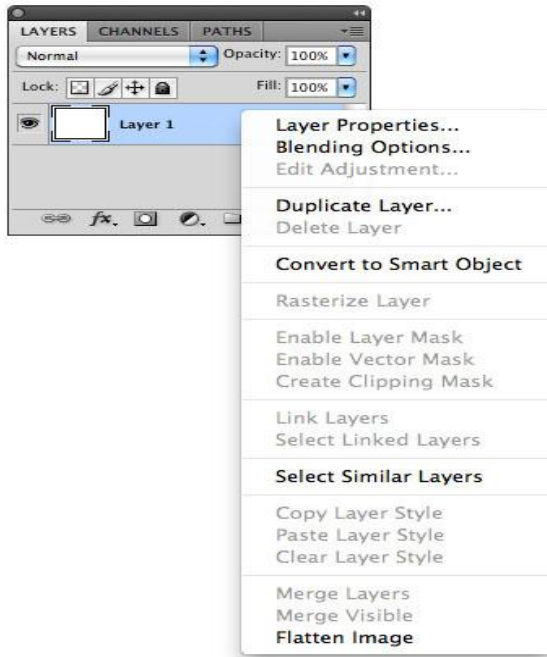 LAYERS CHANNELS PATHS
Normal Opacity: 100%
Lock: Fill: 100%
Layer 1
fx.
Layer Properties...
Blending Options...
Edit Adjustment...
Duplicate Layer...
Delete Layer
Convert to Smart Object
Rasterize Layer
Enable Layer Mask
Enable Vector Mask
Create Clipping Mask
Link Layers
Select Linked Layers
Select Similar Layers
Copy Layer Style
Paste Layer Style
Clear Layer Style
Merge Layers
Merge Visible
Flatten Image